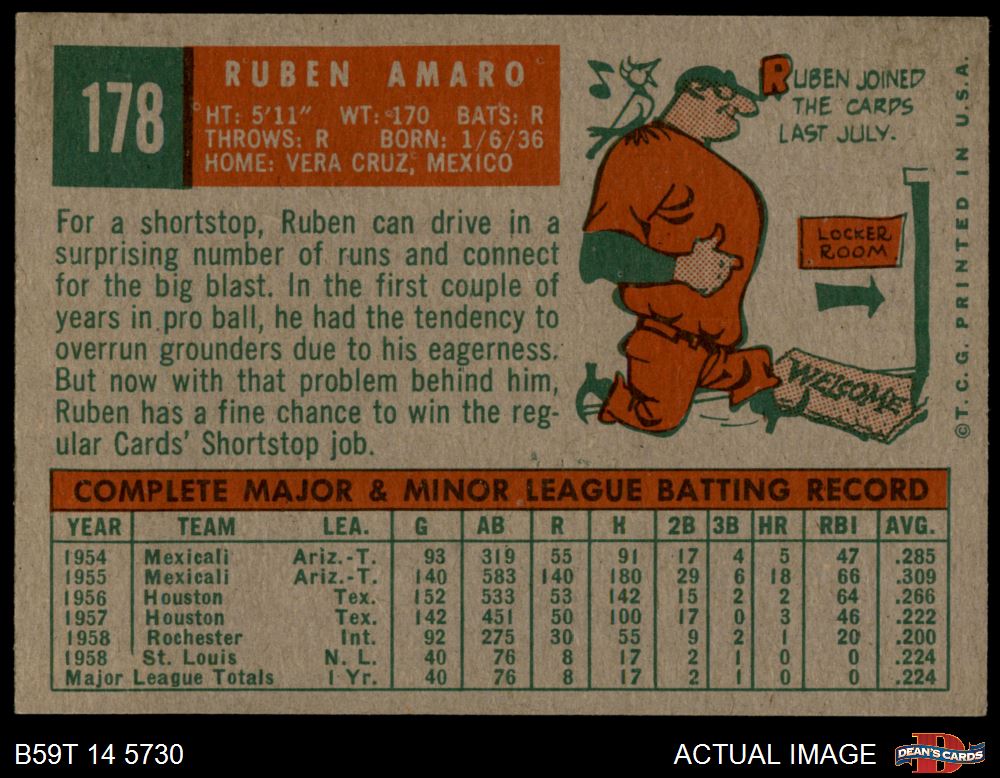 178
RUBEN AMARO
HT: 5'11" WT: 170 BATS: R
THROWS: R BORN: 1/6/36
HOME: VERA CRUZ, MEXICO
For a shortstop, Ruben can drive in a
surprising number of runs and connect
for the big blast. In the first couple of
years in pro ball, he had the tendency to
overrun grounders due to his eagerness.
But now with that problem behind him,
Ruben has a fine chance to win the reg-
ular Cards' Shortstop job.
RUBEN JOINED
THE CARDS
LAST JULY.
LOCKER
ROOM
WELCOME
©T.C.G. PRINTED IN U.S.A.
COMPLETE MAJOR & MINOR LEAGUE BATTING RECORD
YEAR TEAM LEA. G AB R H 2B 3B HR RBI AVG.
1954 Mexicali Ariz.-T. 93 319 55 91 17 4 5 47 .285
1955 Mexicali Ariz.-T. 140 583 140 180 29 6 18 66 .309
1956 Houston Tex. 152 533 53 142 15 2 2 64 .266
1957 Houston Tex. 142 451 50 100 17 0 3 46 .222
1958 Rochester Int. 92 275 30 55 9 2 1 20 .200
1958 St. Louis N. L. 40 76 8 17 2 1 0 0 .224
Major League Totals 1 Yr. 40 76 8 17 2 1 0 0 .224
B59T 14 5730
ACTUAL IMAGE
DEAN'S CARDS